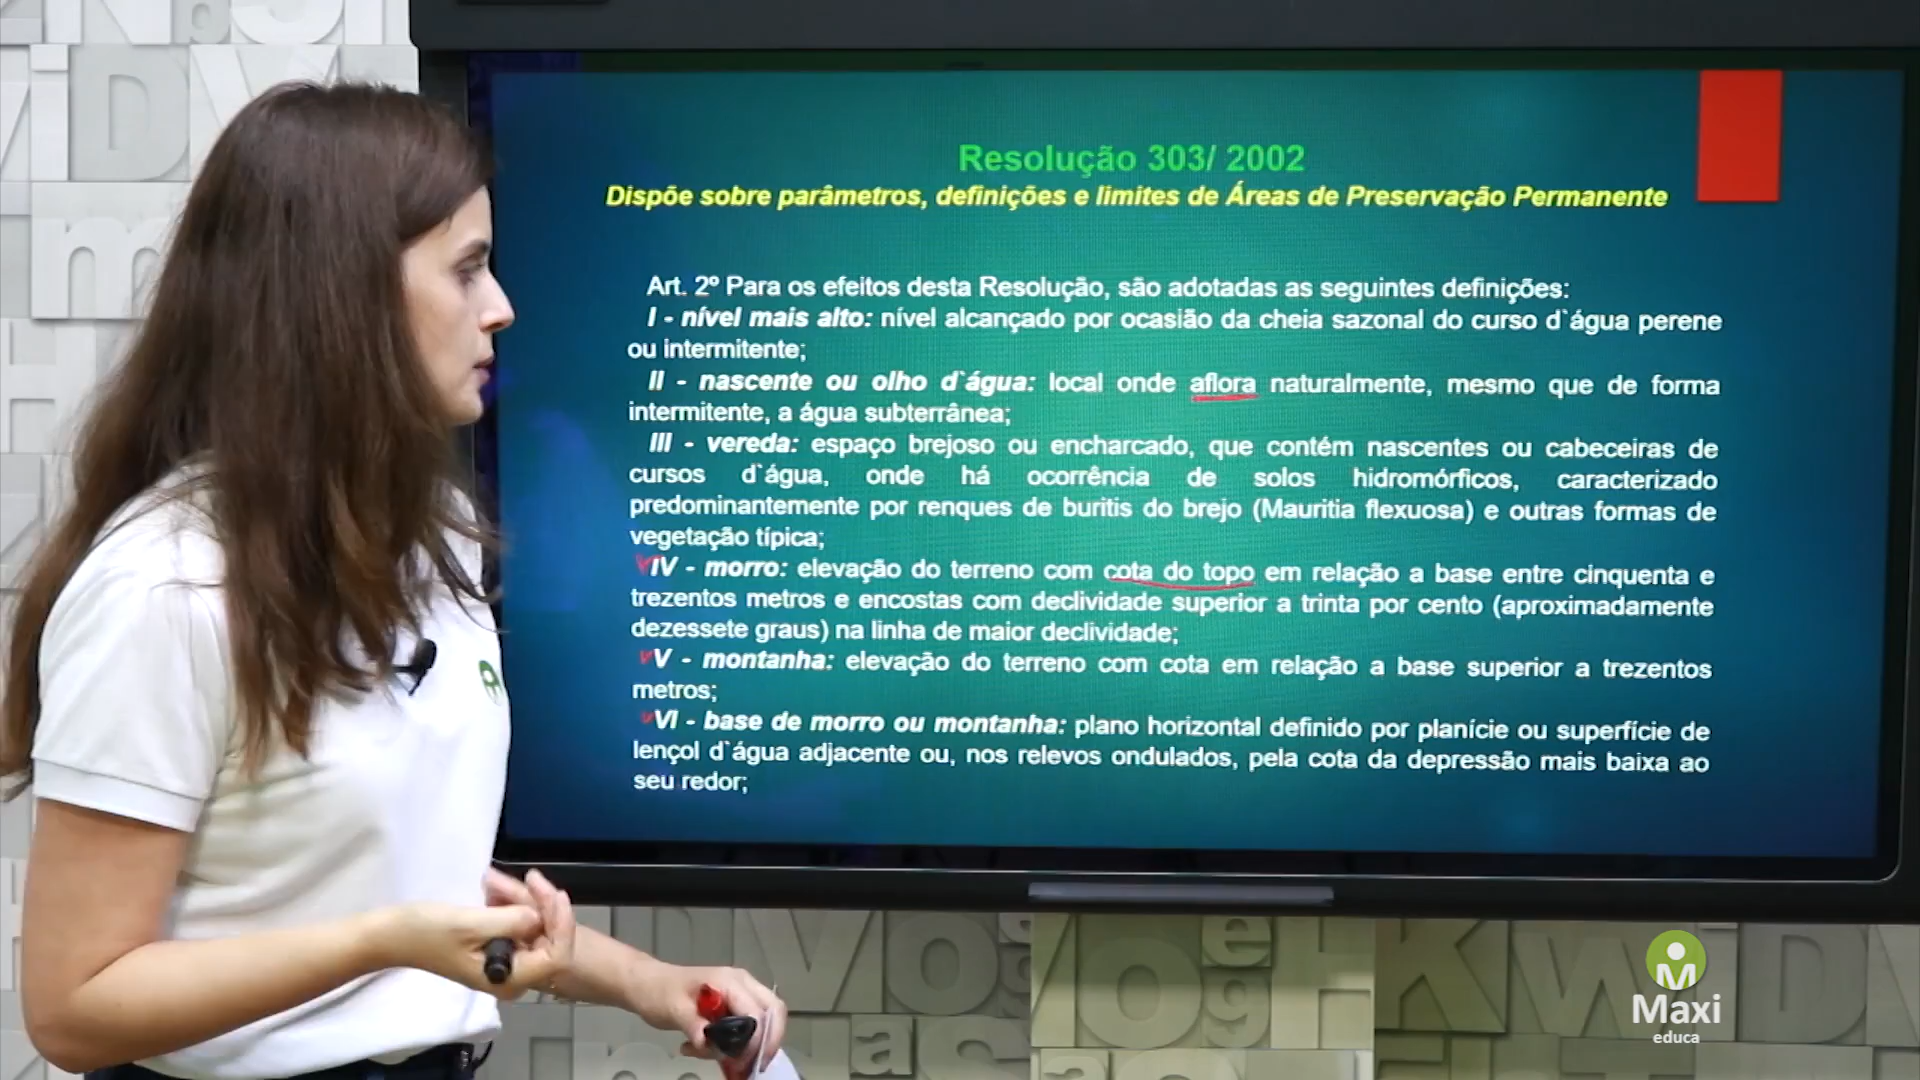 Resolução 303/ 2002
Dispõe sobre parâmetros, definições e limites de Áreas de Preservação Permanente
Art. 2º Para os efeitos desta Resolução, são adotadas as seguintes definições:
I - nível mais alto: nível alcançado por ocasião da cheia sazonal do curso d`água perene
ou intermitente;
II - nascente ou olho d`água: local onde aflora naturalmente, mesmo que de forma
intermitente, a água subterrânea;
III - vereda: espaço brejoso ou encharcado, que contém nascentes ou cabeceiras de
cursos d`água, onde há ocorrência de solos hidromórficos, caracterizado
predominantemente por renques de buritis do brejo (Mauritia flexuosa) e outras formas de
vegetação típica;
IV - morro: elevação do terreno com cota do topo em relação a base entre cinquenta e
trezentos metros e encostas com declividade superior a trinta por cento (aproximadamente
dezessete graus) na linha de maior declividade;
V - montanha: elevação do terreno com cota em relação a base superior a trezentos
metros;
VI - base de morro ou montanha: plano horizontal definido por planície ou superfície de
lençol d`água adjacente ou, nos relevos ondulados, pela cota da depressão mais baixa ao
seu redor;
Maxi
educa